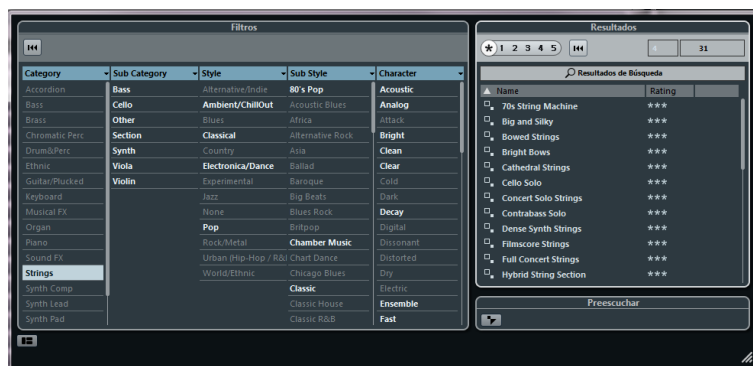 Filtros
Category Sub Category Style Sub Style Character
Accordion Bass Alternative/Indie 80's Pop Acoustic
Bass Cello Ambient/ChillOut Acoustic Blues Analog
Brass Other Blues Africa Attack
Chromatic Perc Section Classical Alternative Rock Bright
Drum&Perc Synth Country Asia Clean
Ethnic Viola Electronica/Dance Ballad Clear
Guitar/Plucked Violin Experimental Baroque Cold
Keyboard Jazz Big Beats Dark
Musical FX None Blues Rock Decay
Organ Pop Britpop Digital
Piano Rock/Metal Chamber Music Dissonant
Sound FX Urban (Hip-Hop / R&I Chart Dance Distorted
Strings World/Ethnic Chicago Blues Dry
Synth Comp Classic Electric
Synth Lead Classic House Ensemble
Synth Pad Classic R&B Fast
Resultados
* 1 2 3 4 5 31
Resultados de Búsqueda
Name Rating
70s String Machine ***
Big and Silky ***
Bowed Strings ***
Bright Bows ***
Cathedral Strings ***
Cello Solo ***
Concert Solo Strings ***
Contrabass Solo ***
Dense Synth Strings ***
Filmscore Strings ***
Full Concert Strings ***
Hybrid String Section ***
Preescuchar